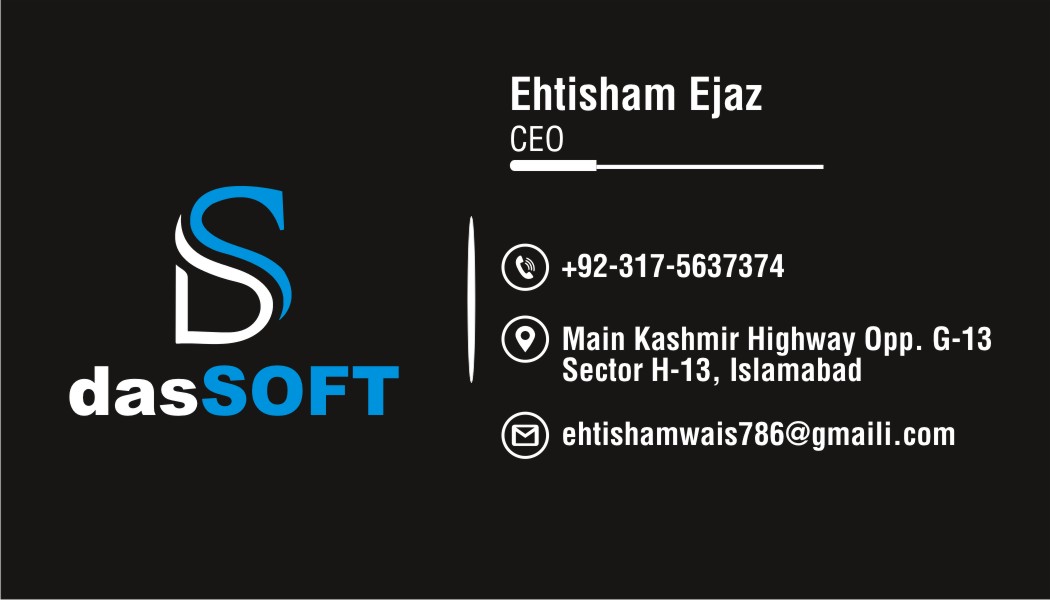 Ehtisham Ejaz
CEO
dasSOFT
+92-317-5637374
Main Kashmir Highway Opp. G-13
Sector H-13, Islamabad
ehtishamwais786@gmaili.com